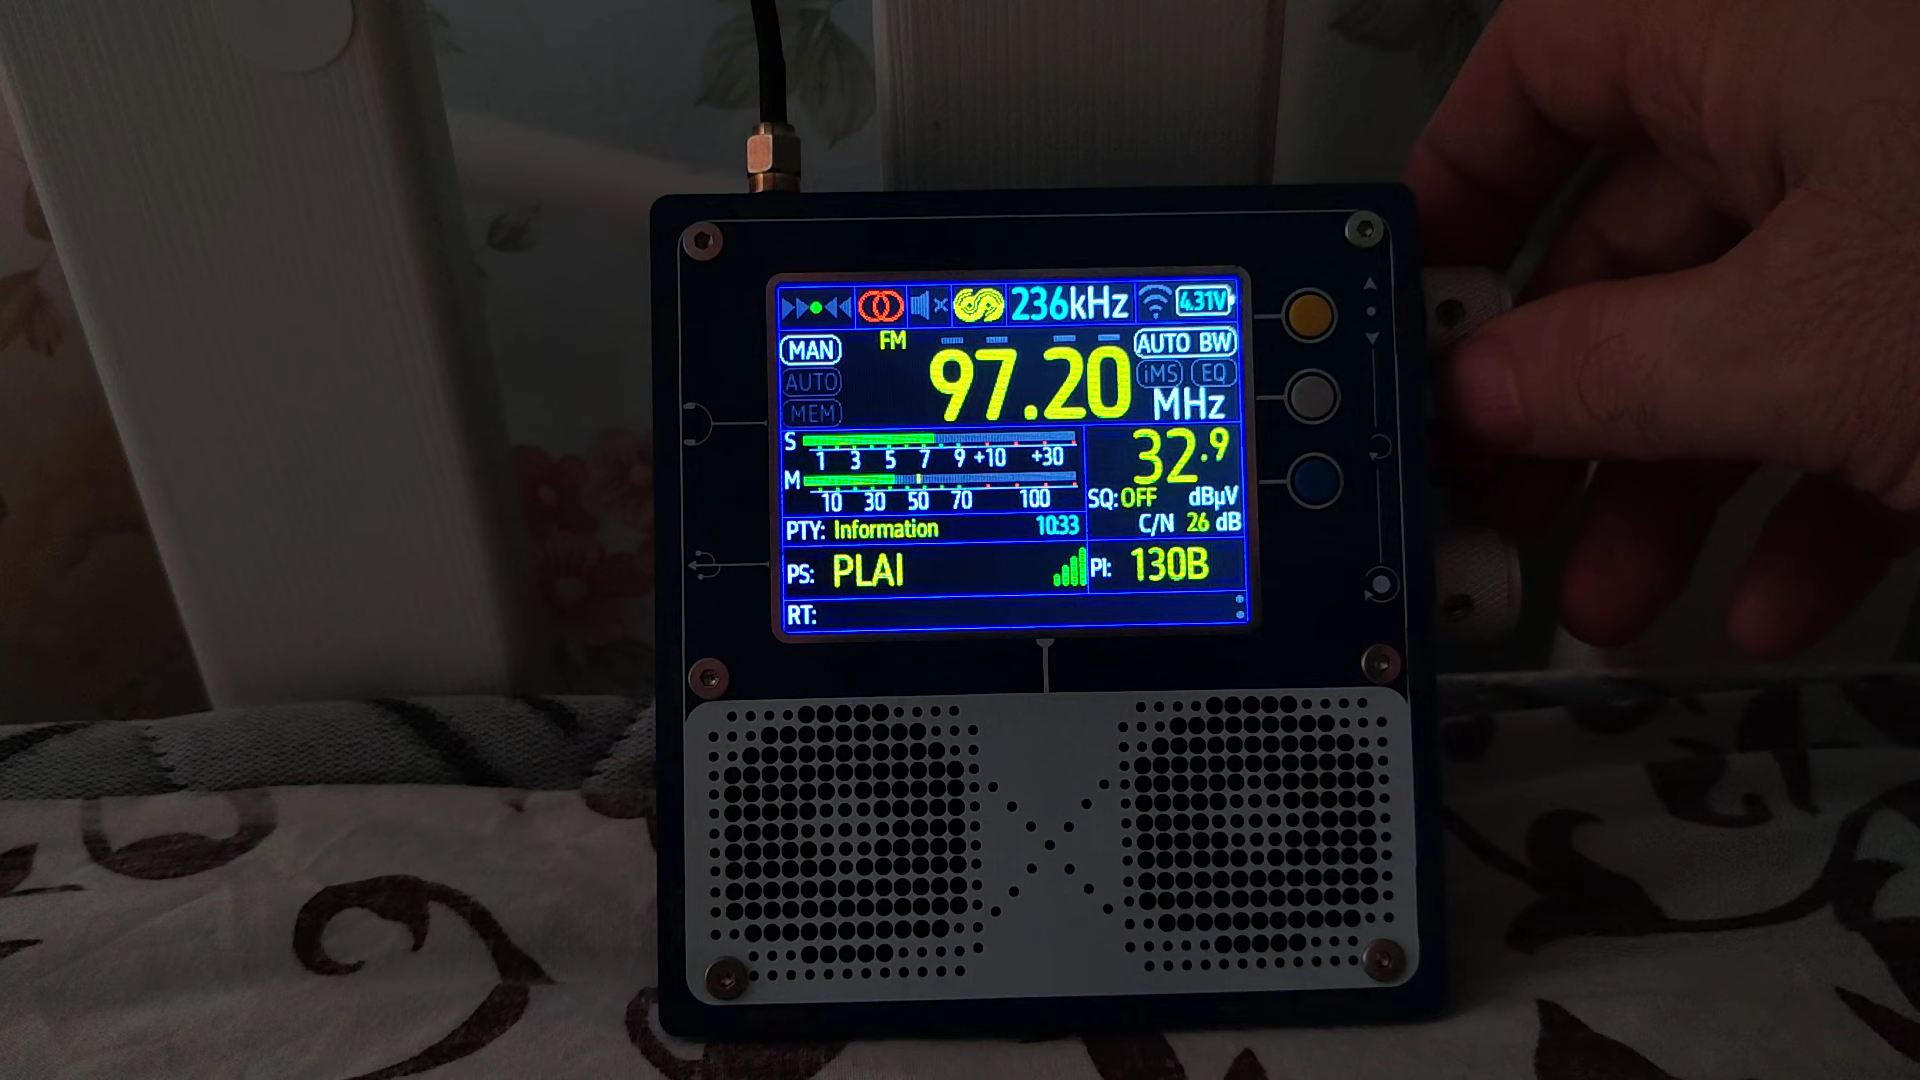 236kHz 4.31V
MAN FM 97.20 AUTO BW
AUTO iMS EQ
MEM MHz
S 1 3 5 7 9 +10 +30
32.9
M 10 30 50 70 100
SQ: OFF dBµV
PTY: Information 10:33
C/N 26 dB
PS: PLAI PI: 130B
RT: